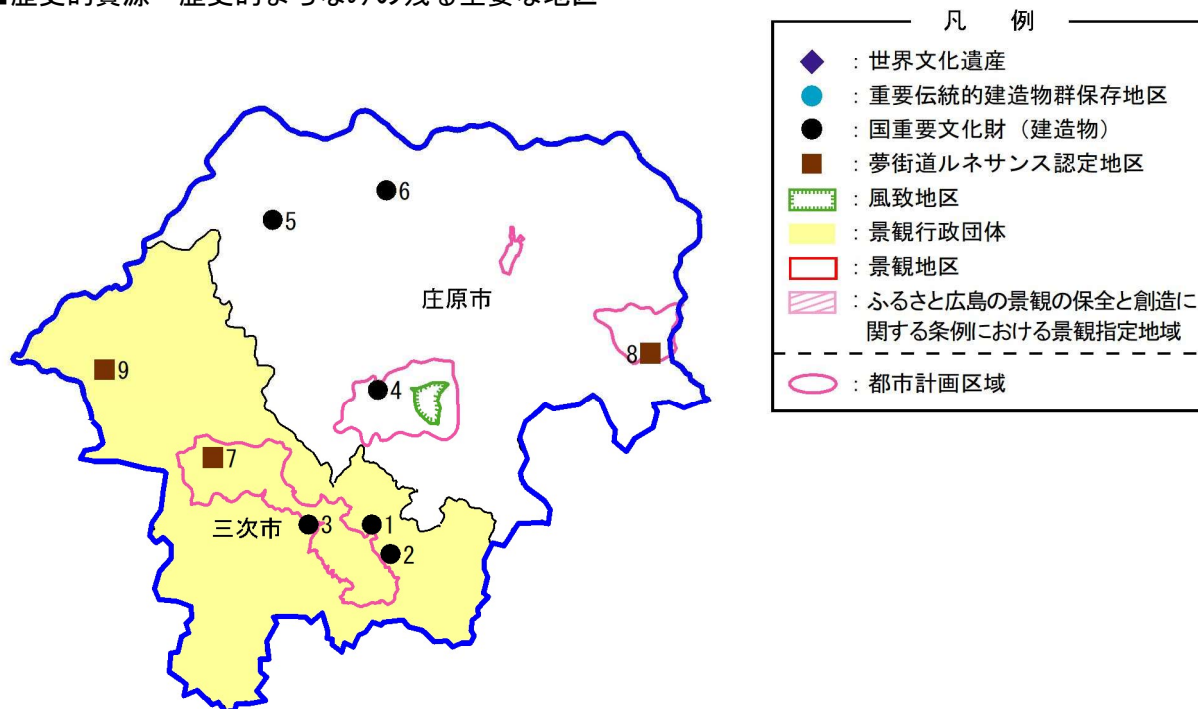 ■歴史的資源・歴史的まちなみの残る主要な地区
凡 例
：世界文化遺産
：重要伝統的建造物群保存地区
：国重要文化財（建造物）
：夢街道ルネサンス認定地区
：風致地区
：景観行政団体
：景観地区
：ふるさと広島の景観の保全と創造に
関する条例における景観指定地域
：都市計画区域
6
5
庄原市
8
9
4
7
三次市
3
1
2